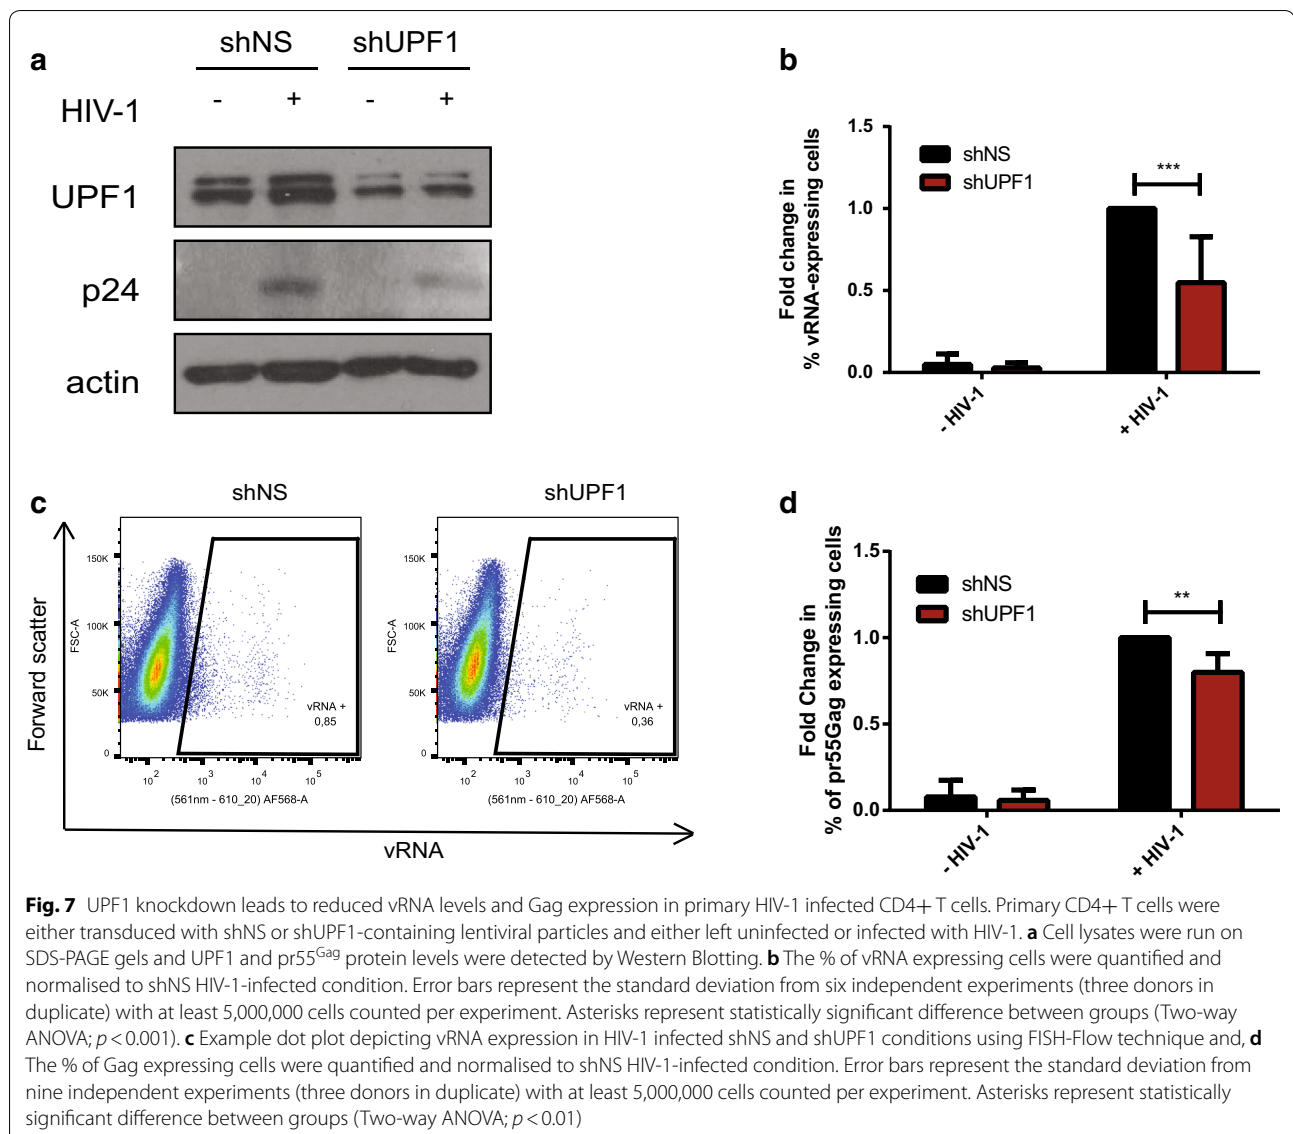 a
shNS shUPF1
HIV-1 - + - +
UPF1
p24
actin
b
Fold change in
% vRNA-expressing cells
1.5
1.0
0.5
0.0
shNS
shUPF1
***
- HIV-1
+ HIV-1
c
shNS
Forward scatter
FSC-A
150K
100K
50K
0
vRNA +
0,85
10^2 10^3 10^4 10^5
(561nm - 610_20) AF568-A
shUPF1
FSC-A
150K
100K
50K
0
vRNA +
0,36
10^2 10^3 10^4 10^5
(561nm - 610_20) AF568-A
vRNA
d
Fold Change in
% of pr55Gag expressing cells
1.5
1.0
0.5
0.0
shNS
shUPF1
**
- HIV-1
+ HIV-1
Fig. 7 UPF1 knockdown leads to reduced vRNA levels and Gag expression in primary HIV-1 infected CD4+ T cells. Primary CD4+ T cells were
either transduced with shNS or shUPF1-containing lentiviral particles and either left uninfected or infected with HIV-1. a Cell lysates were run on
SDS-PAGE gels and UPF1 and pr55^Gag protein levels were detected by Western Blotting. b The % of vRNA expressing cells were quantified and
normalised to shNS HIV-1-infected condition. Error bars represent the standard deviation from six independent experiments (three donors in
duplicate) with at least 5,000,000 cells counted per experiment. Asterisks represent statistically significant difference between groups (Two-way
ANOVA; p < 0.001). c Example dot plot depicting vRNA expression in HIV-1 infected shNS and shUPF1 conditions using FISH-Flow technique and, d
The % of Gag expressing cells were quantified and normalised to shNS HIV-1-infected condition. Error bars represent the standard deviation from
nine independent experiments (three donors in duplicate) with at least 5,000,000 cells counted per experiment. Asterisks represent statistically
significant difference between groups (Two-way ANOVA; p < 0.01)